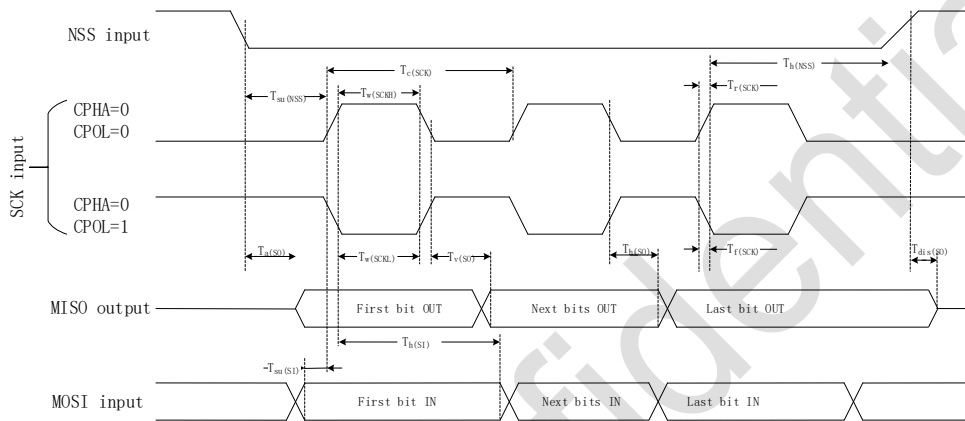 NSS input
Tc(SCK)
Th(NSS)
Tsu(NSS)
Tw(SCKH)
Tr(SCK)
CPHA=0
CPOL=0
SCK input
CPHA=0
CPOL=1
Ta(SO)
Tw(SCKL)
Tv(SO)
Th(SO)
Tf(SCK)
Tdis(SO)
MISO output
First bit OUT
Next bits OUT
Last bit OUT
Th(SI)
Tsu(SI)
MOSI input
First bit IN
Next bits IN
Last bit IN
fidential